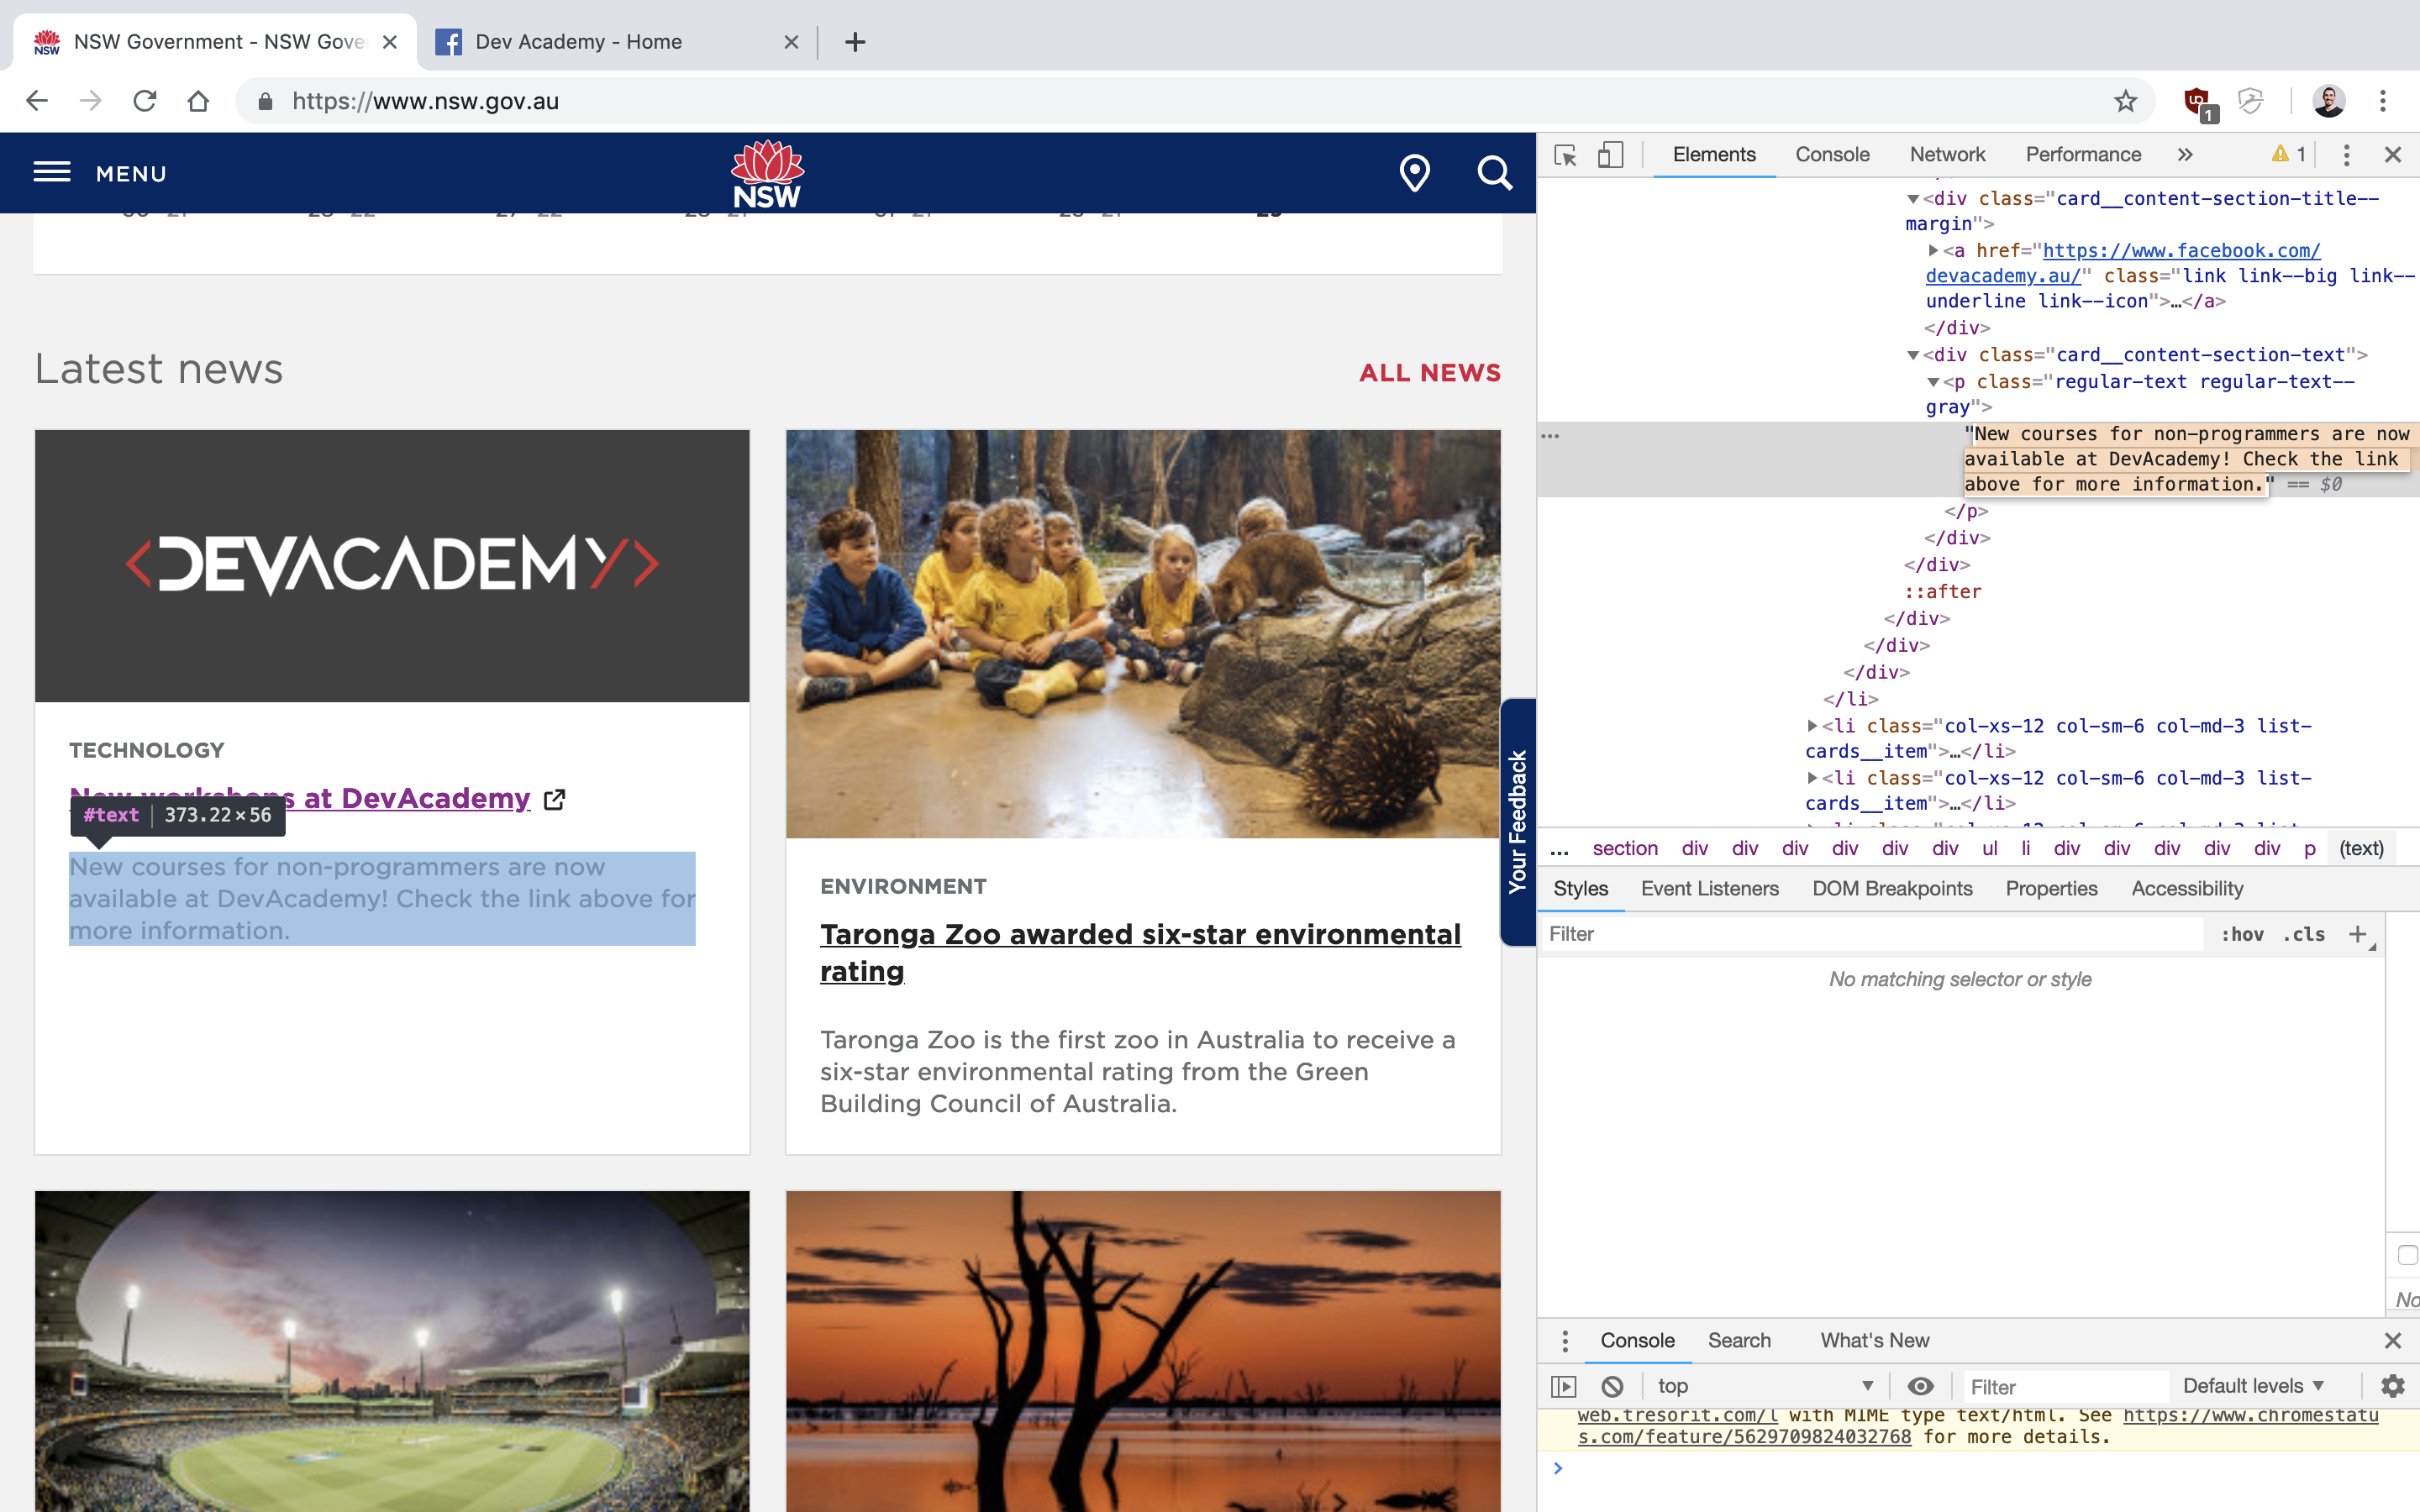 NSW Government - NSW Gove
Dev Academy - Home
https://www.nsw.gov.au
1
MENU
NSW
Latest news
ALL NEWS
<DEVACADEMY/>
TECHNOLOGY
s at DevAcademy
#text 373.22×56
New courses for non-programmers are now
available at DevAcademy! Check the link above for
more information.
ENVIRONMENT
Taronga Zoo awarded six-star environmental
rating
Taronga Zoo is the first zoo in Australia to receive a
six-star environmental rating from the Green
Building Council of Australia.
Your Feedback
Elements Console Network Performance » 1
▼<div class="card__content-section-title--
margin">
▶<a href="https://www.facebook.com/
devacademy.au/" class="link link--big link--
underline link--icon">…</a>
</div>
▼<div class="card__content-section-text">
▼<p class="regular-text regular-text--
gray">
"New courses for non-programmers are now
available at DevAcademy! Check the link
above for more information." == $0
</p>
</div>
</div>
::after
</div>
</div>
</div>
</li>
▶<li class="col-xs-12 col-sm-6 col-md-3 list-
cards__item">…</li>
▶<li class="col-xs-12 col-sm-6 col-md-3 list-
cards__item">…</li>
... section div div div div div div ul li div div div div div p (text)
Styles Event Listeners DOM Breakpoints Properties Accessibility
Filter :hov .cls +
No matching selector or style
No
Console Search What's New
top Filter Default levels ▼
web.tresorit.com/l with MIME type text/html. See https://www.chromestatu
s.com/feature/5629709824032768 for more details.
>